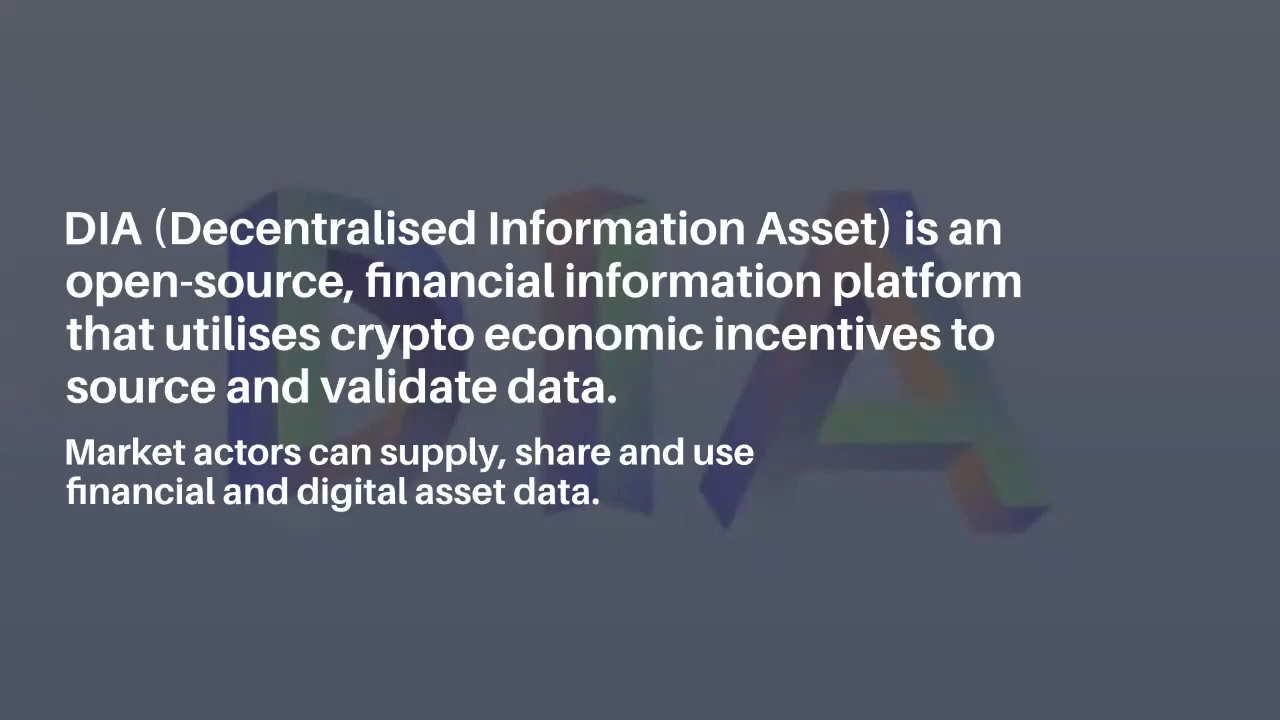 DIA (Decentralised Information Asset) is an
open-source, financial information platform
that utilises crypto economic incentives to
source and validate data.
Market actors can supply, share and use
financial and digital asset data.
DIA